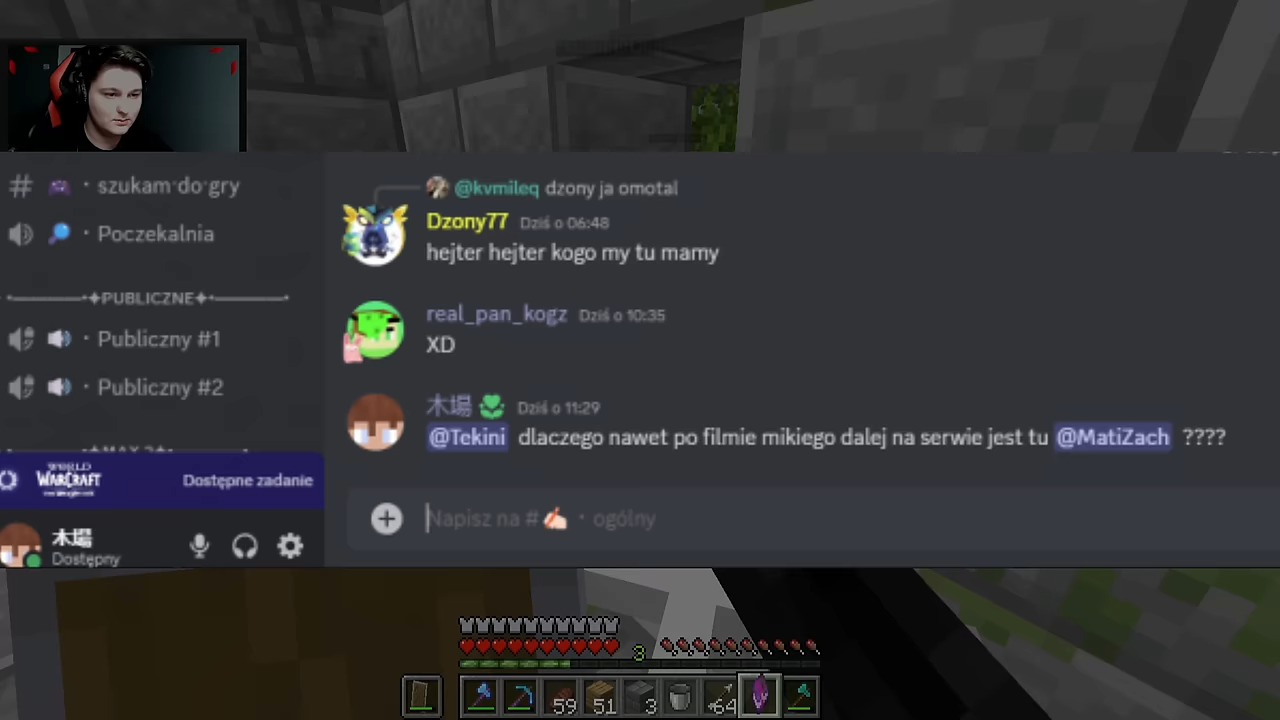 @kvmileq dzony ja omotal
# · szukam·do·gry
Dzony77 Dziś o 06:48
· Poczekalnia
hejter hejter kogo my tu mamy
PUBLICZNE
real_pan_kogz Dziś o 10:35
· Publiczny #1
XD
· Publiczny #2
木場 Dziś o 11:29
@Tekini dlaczego nawet po filmie mikiego dalej na serwie jest tu @MatiZach ????
WORLD
WARCRAFT
Dostępne zadanie
Napisz na # · ogólny
木場
Dostępny
3
59 51 3 64